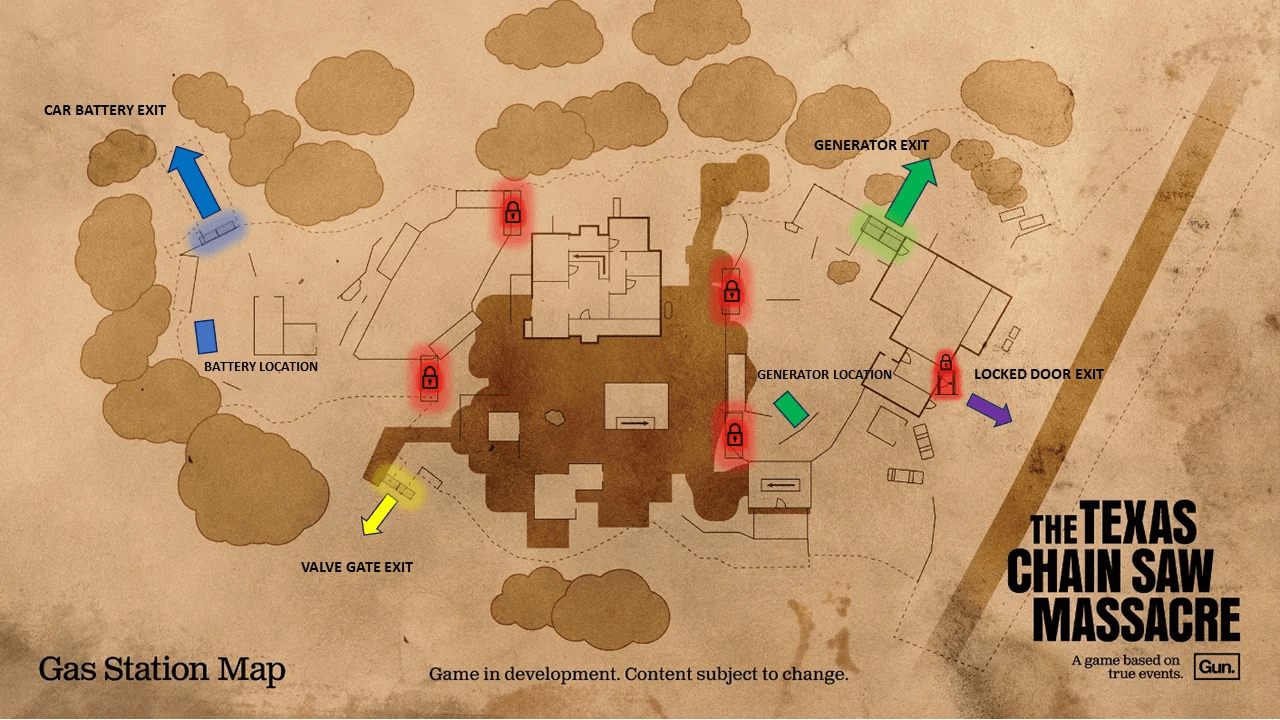 CAR BATTERY EXIT
GENERATOR EXIT
BATTERY LOCATION
GENERATOR LOCATION
LOCKED DOOR EXIT
VALVE GATE EXIT
THE TEXAS
CHAIN SAW
MASSACRE
A game based on
true events.
Gun.
Gas Station Map
Game in development. Content subject to change.